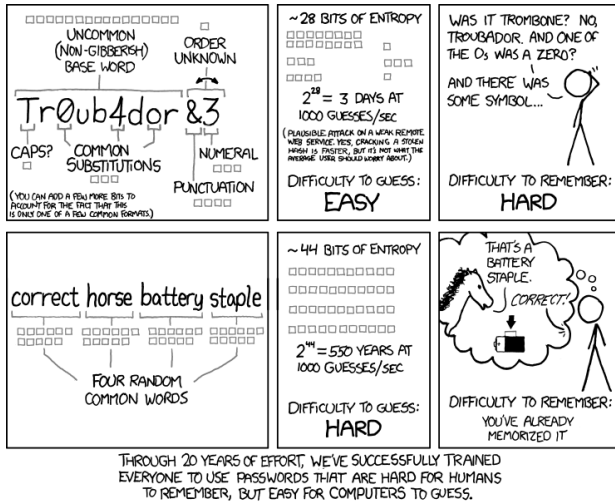 UNCOMMON
(NON-GIBBERISH)
BASE WORD
ORDER
UNKNOWN
Tr0ub4dor &3
CAPS?
COMMON
SUBSTITUTIONS
NUMERAL
PUNCTUATION
(YOU CAN ADD A FEW MORE BITS TO
ACCOUNT FOR THE FACT THAT THIS
IS ONLY ONE OF A FEW COMMON FORMATS.)
~28 BITS OF ENTROPY
2^28 = 3 DAYS AT
1000 GUESSES/SEC
(PLAUSIBLE ATTACK ON A WEAK REMOTE
WEB SERVICE. YES, CRACKING A STOLEN
HASH IS FASTER, BUT IT'S NOT WHAT THE
AVERAGE USER SHOULD WORRY ABOUT.)
DIFFICULTY TO GUESS:
EASY
WAS IT TROMBONE? NO,
TROUBADOR. AND ONE OF
THE Os WAS A ZERO?
AND THERE WAS
SOME SYMBOL...
DIFFICULTY TO REMEMBER:
HARD
correct horse battery staple
FOUR RANDOM
COMMON WORDS
~44 BITS OF ENTROPY
2^44 = 550 YEARS AT
1000 GUESSES/SEC
DIFFICULTY TO GUESS:
HARD
THAT'S A
BATTERY
STAPLE.
CORRECT!
DIFFICULTY TO REMEMBER:
YOU'VE ALREADY
MEMORIZED IT
THROUGH 20 YEARS OF EFFORT, WE'VE SUCCESSFULLY TRAINED
EVERYONE TO USE PASSWORDS THAT ARE HARD FOR HUMANS
TO REMEMBER, BUT EASY FOR COMPUTERS TO GUESS.